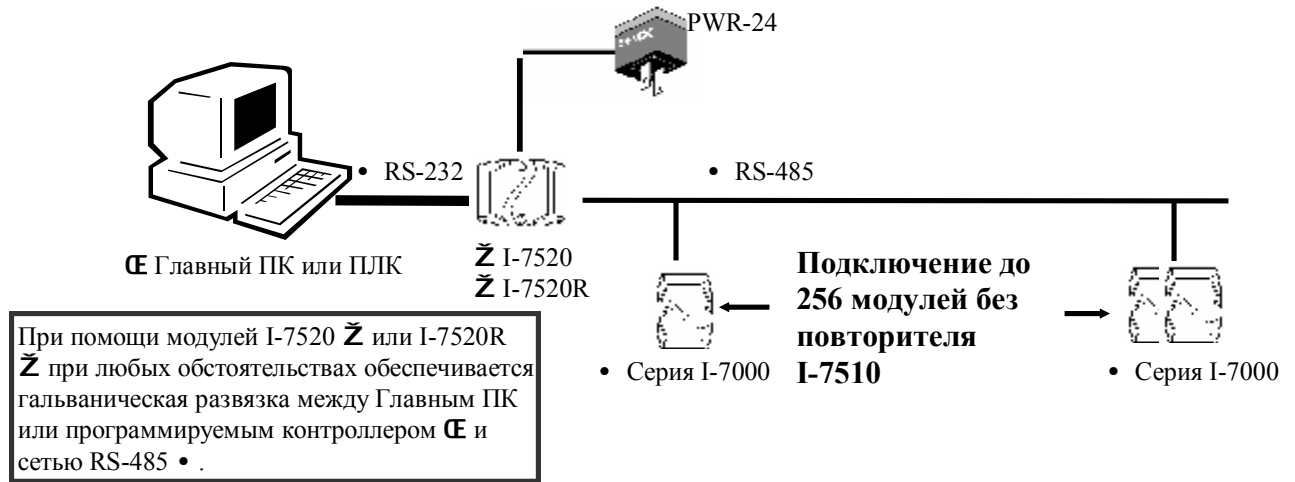 PWR-24
• RS-232
• RS-485
Œ Главный ПК или ПЛК
Ž I-7520
Ž I-7520R
Подключение до
256 модулей без
повторителя
I-7510
• Серия I-7000
• Серия I-7000
При помощи модулей I-7520 Ž или I-7520R
Ž при любых обстоятельствах обеспечивается
гальваническая развязка между Главным ПК
или программируемым контроллером Œ и
сетью RS-485 • .